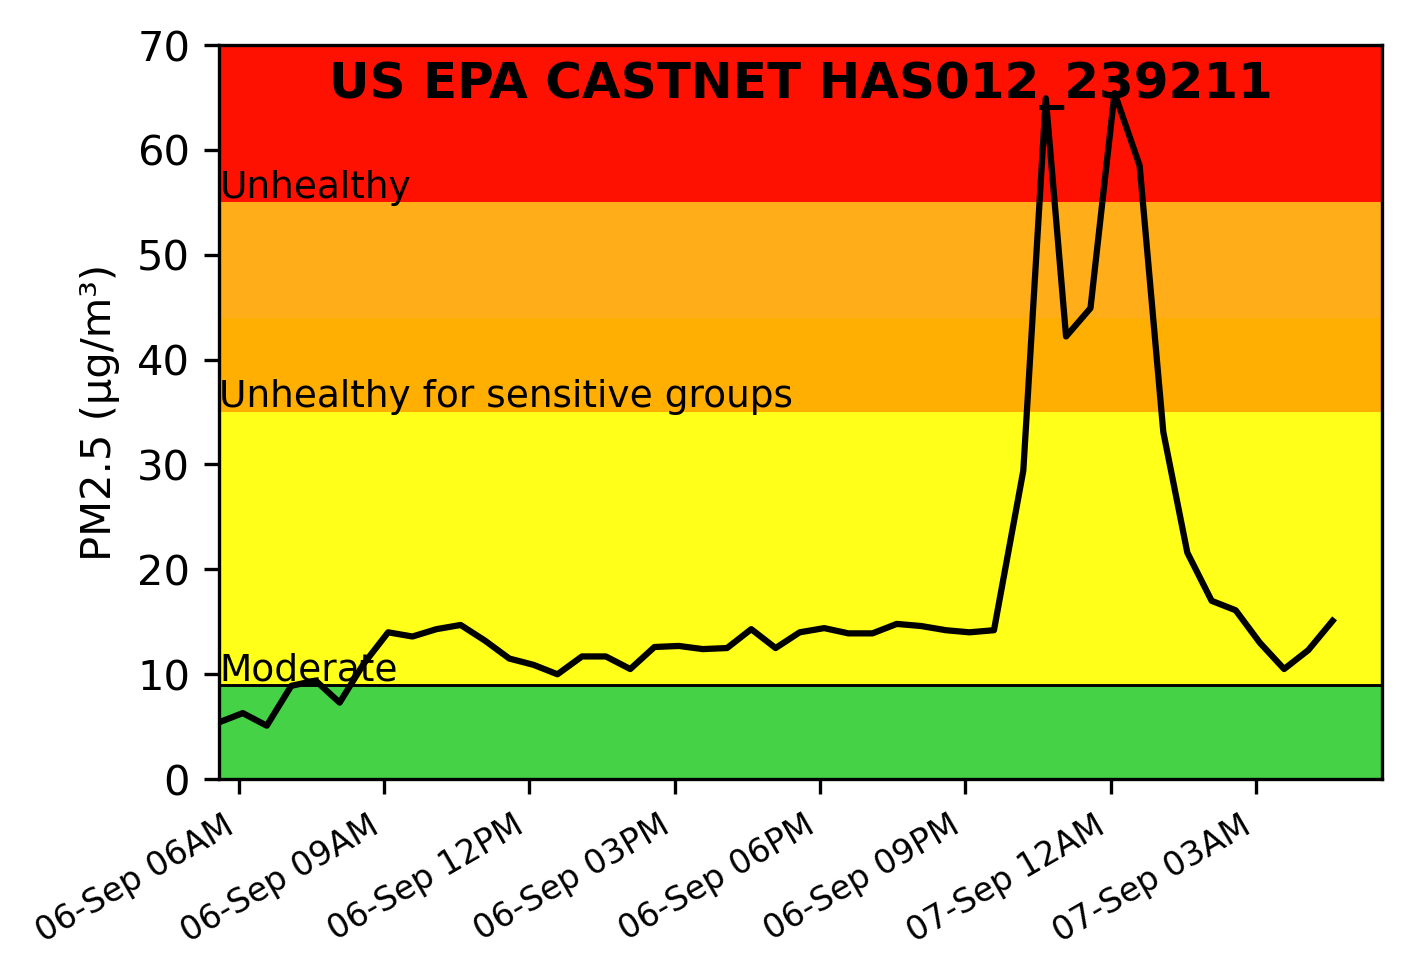 US EPA CASTNET HAS012_239211
70
60
Unhealthy
50
40
Unhealthy for sensitive groups
30
20
Moderate
10
0
PM2.5 (µg/m³)
06-Sep 06AM
06-Sep 09AM
06-Sep 12PM
06-Sep 03PM
06-Sep 06PM
06-Sep 09PM
07-Sep 12AM
07-Sep 03AM